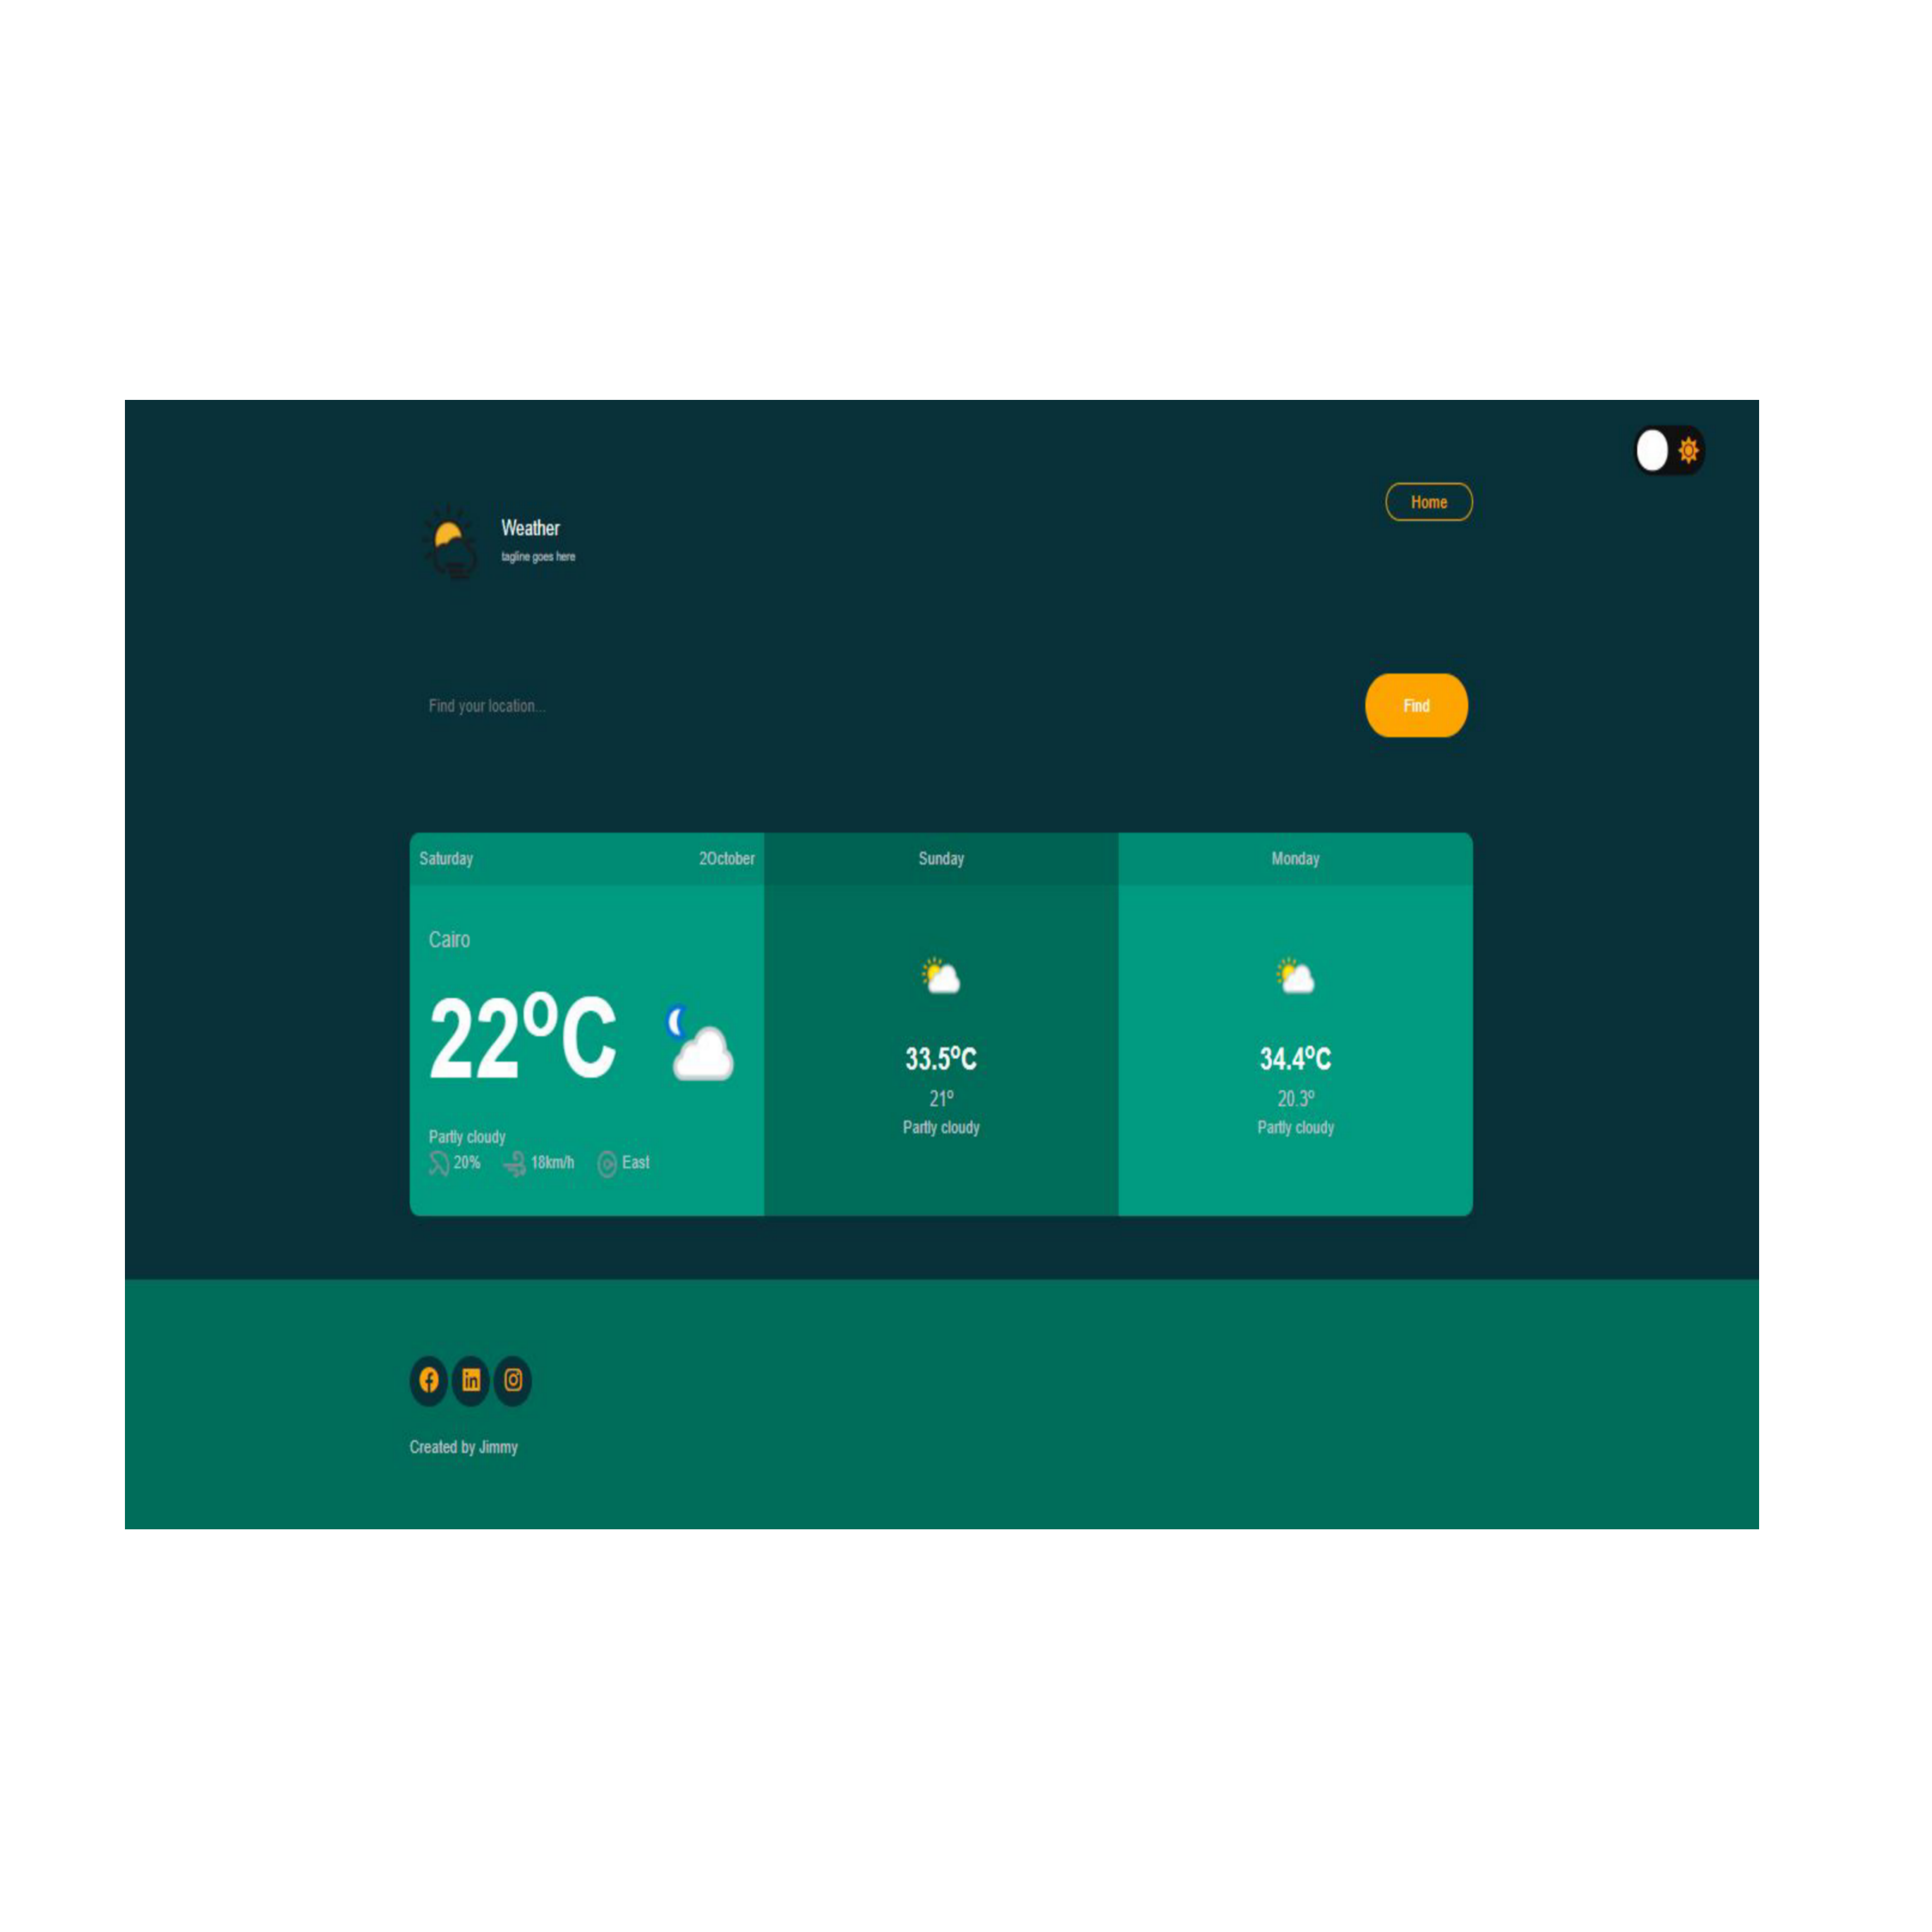 Home
Weather
tagline goes here
Find your location...
Find
Saturday
2October
Sunday
Monday
Cairo
22°C
33.5°C
34.4°C
21°
20.3°
Partly cloudy
Partly cloudy
Partly cloudy
20%
18km/h
East
Created by Jimmy